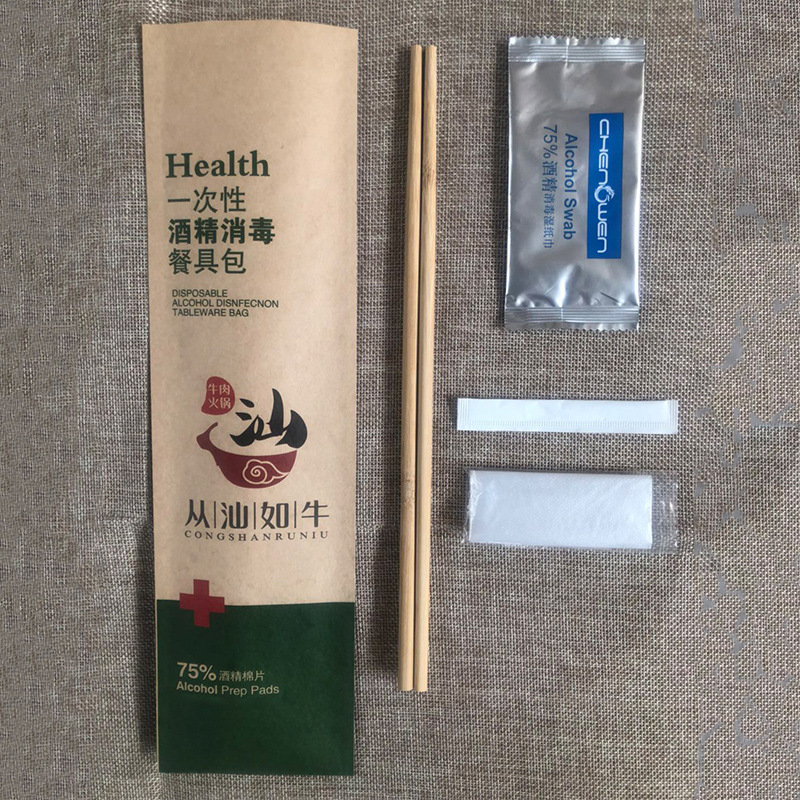 Health
一次性
酒精消毒
餐具包
DISPOSABLE
ALCOHOL DISNFECNON
TABLEWARE BAG
牛肉
火锅
汕
从|汕|如|牛
CONGSHANRUNIU
75%酒精棉片
Alcohol Prep Pads
CHENGWEN
Alcohol Swab
75%酒精消毒湿纸巾